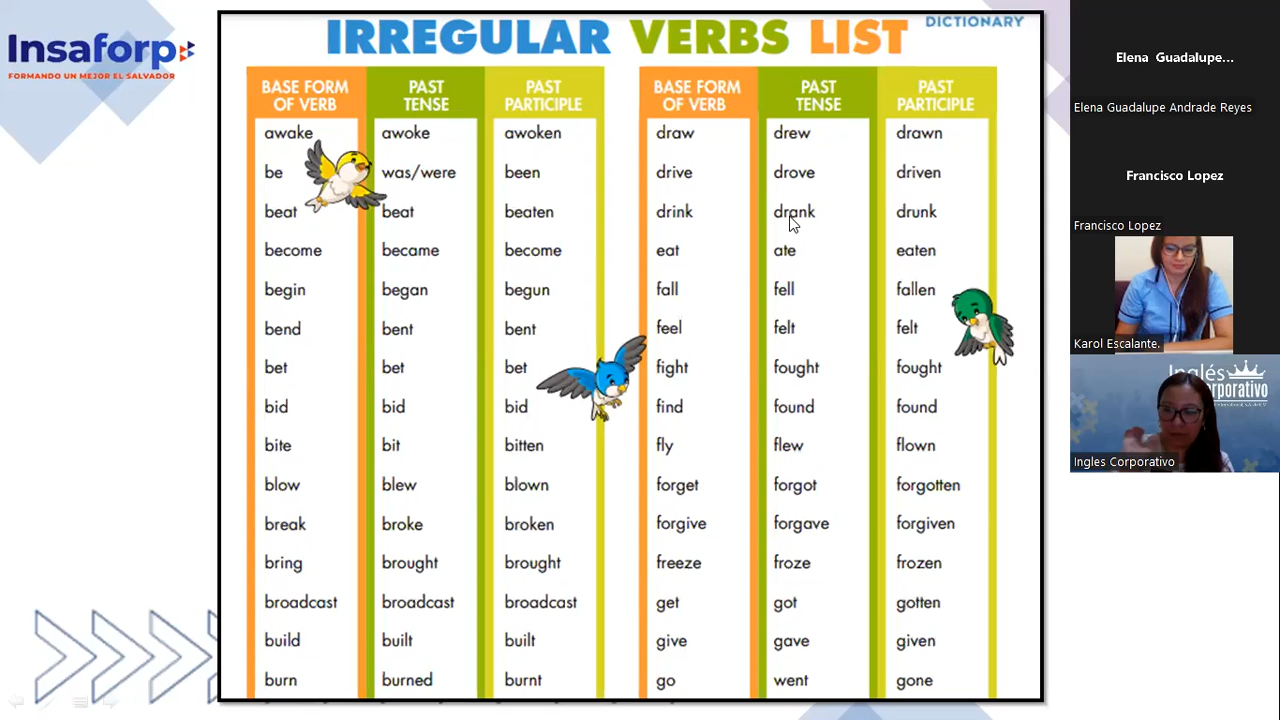 Insaforp
FORMANDO UN MEJOR EL SALVADOR
IRREGULAR VERBS LIST
DICTIONARY
BASE FORM OF VERB PAST TENSE PAST PARTICIPLE
awake awoke awoken
be was/were been
beat beat beaten
become became become
begin began begun
bend bent bent
bet bet bet
bid bid bid
bite bit bitten
blow blew blown
break broke broken
bring brought brought
broadcast broadcast broadcast
build built built
burn burned burnt
BASE FORM OF VERB PAST TENSE PAST PARTICIPLE
draw drew drawn
drive drove driven
drink drank drunk
eat ate eaten
fall fell fallen
feel felt felt
fight fought fought
find found found
fly flew flown
forget forgot forgotten
forgive forgave forgiven
freeze froze frozen
get got gotten
give gave given
go went gone
Elena Guadalupe...
Elena Guadalupe Andrade Reyes
Francisco Lopez
Francisco Lopez
Karol Escalante.
Inglés
Corporativo
Ingles Corporativo